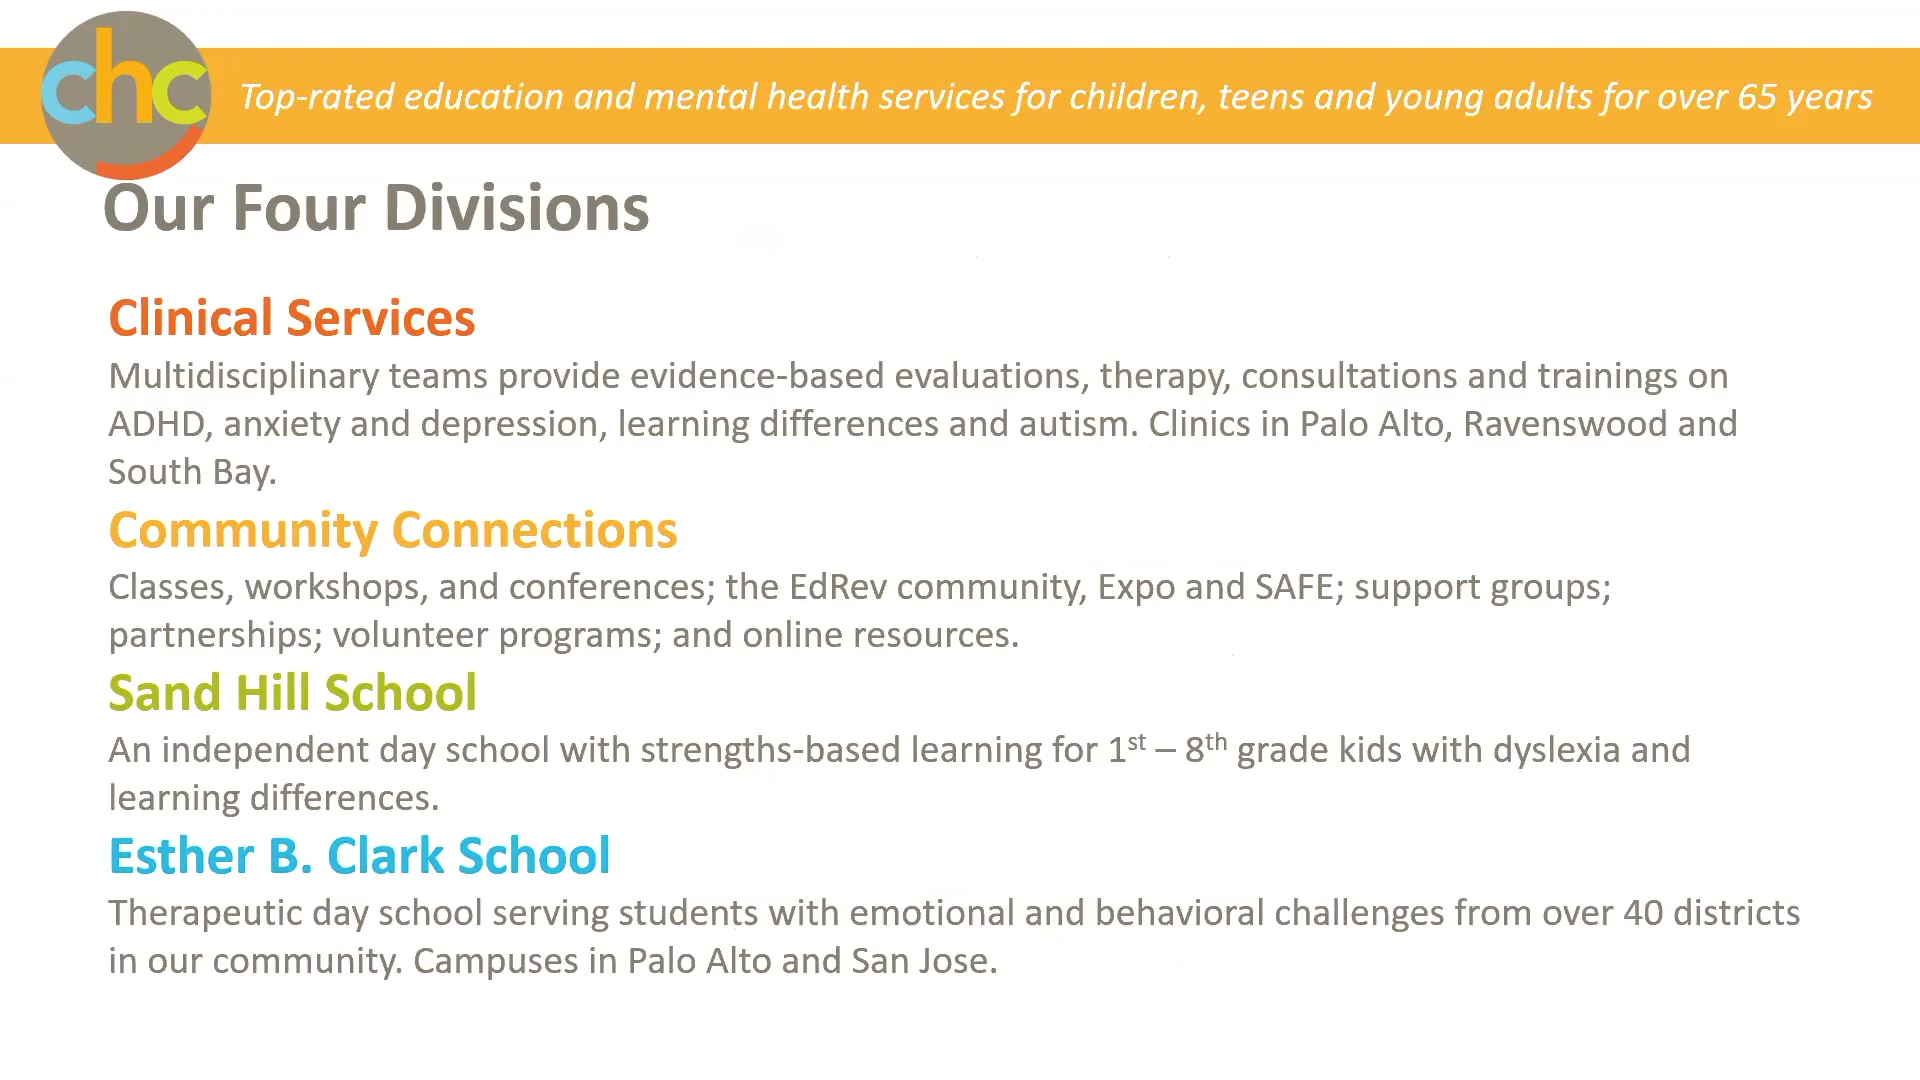 chc
Top-rated education and mental health services for children, teens and young adults for over 65 years
Our Four Divisions
Clinical Services
Multidisciplinary teams provide evidence-based evaluations, therapy, consultations and trainings on
ADHD, anxiety and depression, learning differences and autism. Clinics in Palo Alto, Ravenswood and
South Bay.
Community Connections
Classes, workshops, and conferences; the EdRev community, Expo and SAFE; support groups;
partnerships; volunteer programs; and online resources.
Sand Hill School
An independent day school with strengths-based learning for 1st – 8th grade kids with dyslexia and
learning differences.
Esther B. Clark School
Therapeutic day school serving students with emotional and behavioral challenges from over 40 districts
in our community. Campuses in Palo Alto and San Jose.